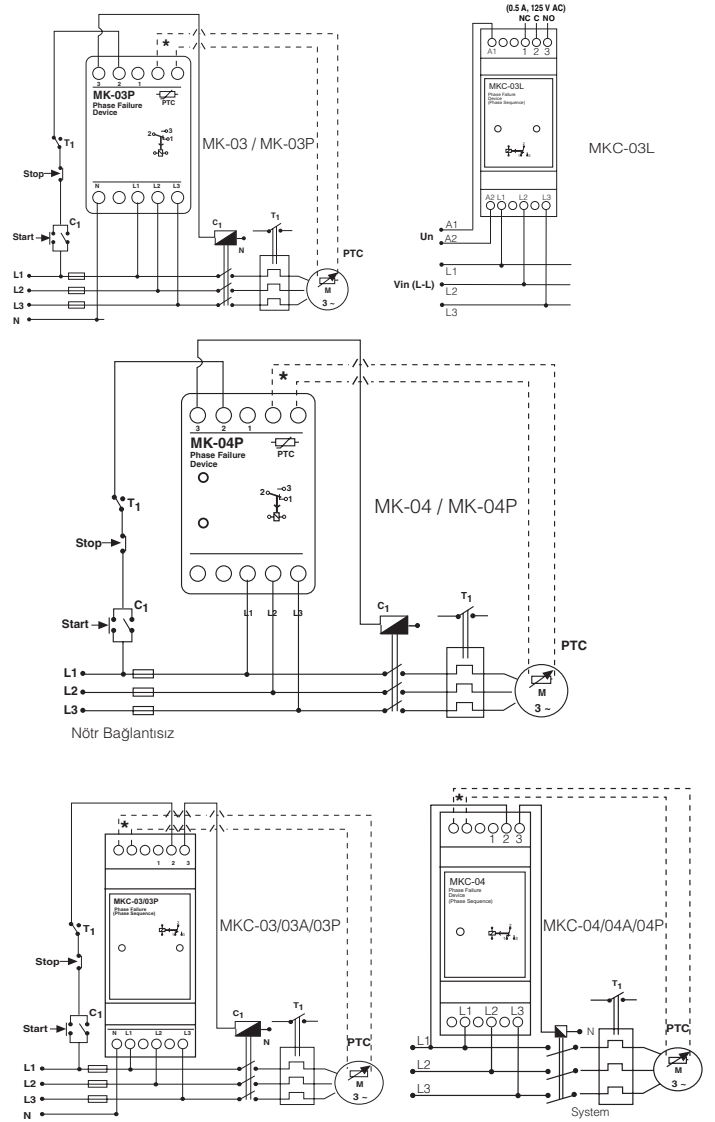 (0.5 A, 125 V AC)
NC C NO
*
A1 1 2 3
3 2 1
MK-03P
Phase Failure
Device
PTC
2 3
1
MKC-03L
Phase Failure
Device
(Phase Sequence)
T1
MK-03 / MK-03P
MKC-03L
Stop
N L1 L2 L3
A2 L1 L2 L3
C1
Start
C1
N
T1
PTC
A1
Un
A2
L1
L2
L3
N
M
3 ~
L1
Vin (L-L)
L2
L3
*
3 2 1
MK-04P
Phase Failure
Device
PTC
2 3
1
T1
MK-04 / MK-04P
Stop
C1
Start
L1 L2 L3
C1
T1
PTC
L1
L2
L3
M
3 ~
Nötr Bağlantısız
*
1 2 3
MKC-03/03P
Phase Failure
(Phase Sequence)
MKC-03/03A/03P
T1
Stop
C1
Start
N L1 L2 L3
C1
N
T1
PTC
L1
L2
L3
N
M
3 ~
*
1 2 3
MKC-04
Phase Failure
Device
(Phase Sequence)
MKC-04/04A/04P
L1 L2 L3
T1
N
PTC
L1
L2
L3
M
3 ~
System